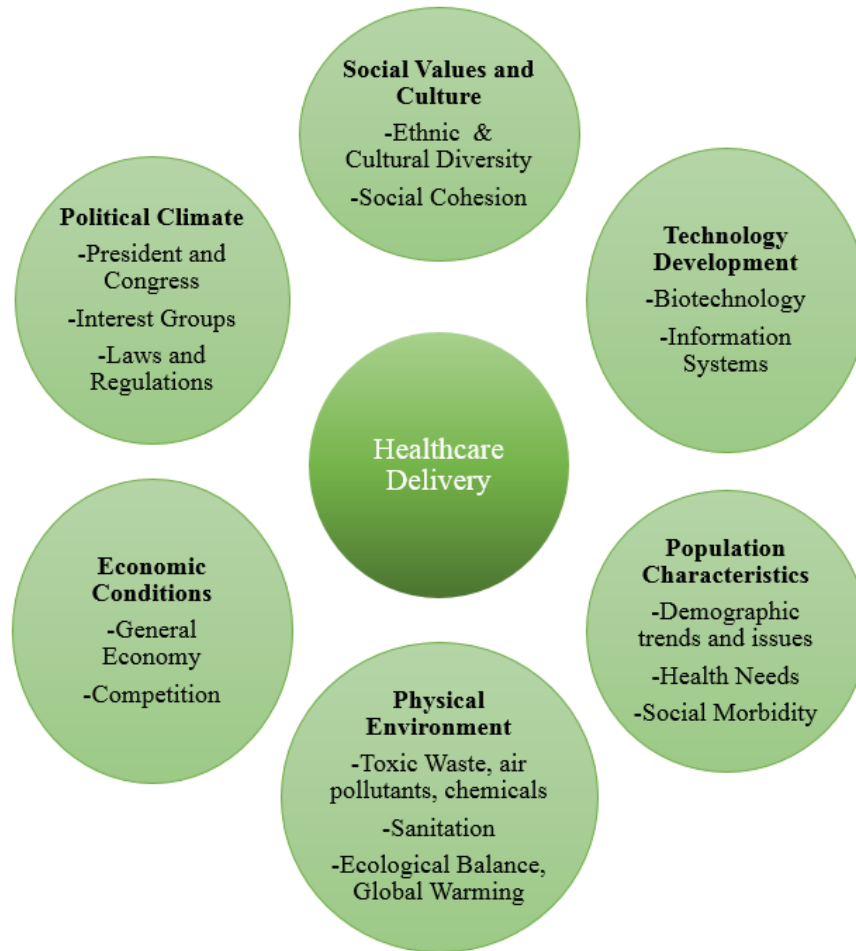 Social Values and
Culture
-Ethnic & 
Cultural Diversity
-Social Cohesion
Political Climate
-President and
Congress
-Interest Groups
-Laws and
Regulations
Technology
Development
-Biotechnology
-Information
Systems
Healthcare
Delivery
Economic
Conditions
-General
Economy
-Competition
Population
Characteristics
-Demographic
trends and issues
-Health Needs
-Social Morbidity
Physical
Environment
-Toxic Waste, air
pollutants, chemicals
-Sanitation
-Ecological Balance,
Global Warming